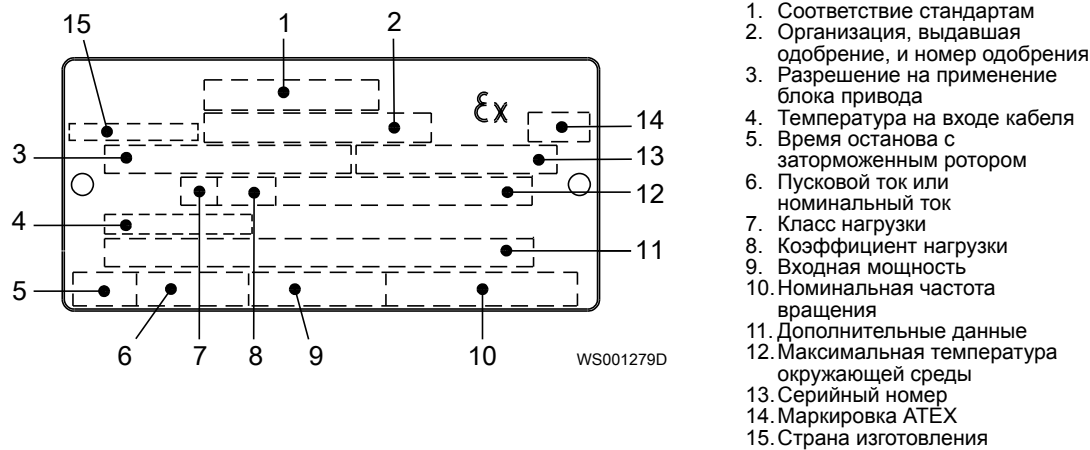 15
1
2
Ɛx
14
3
13
12
4
11
5
6
7
8
9
10
WS001279D
1. Соответствие стандартам
2. Организация, выдавшая
одобрение, и номер одобрения
3. Разрешение на применение
блока привода
4. Температура на входе кабеля
5. Время останова с
заторможенным ротором
6. Пусковой ток или
номинальный ток
7. Класс нагрузки
8. Коэффициент нагрузки
9. Входная мощность
10. Номинальная частота
вращения
11. Дополнительные данные
12. Максимальная температура
окружающей среды
13. Серийный номер
14. Маркировка ATEX
15. Страна изготовления